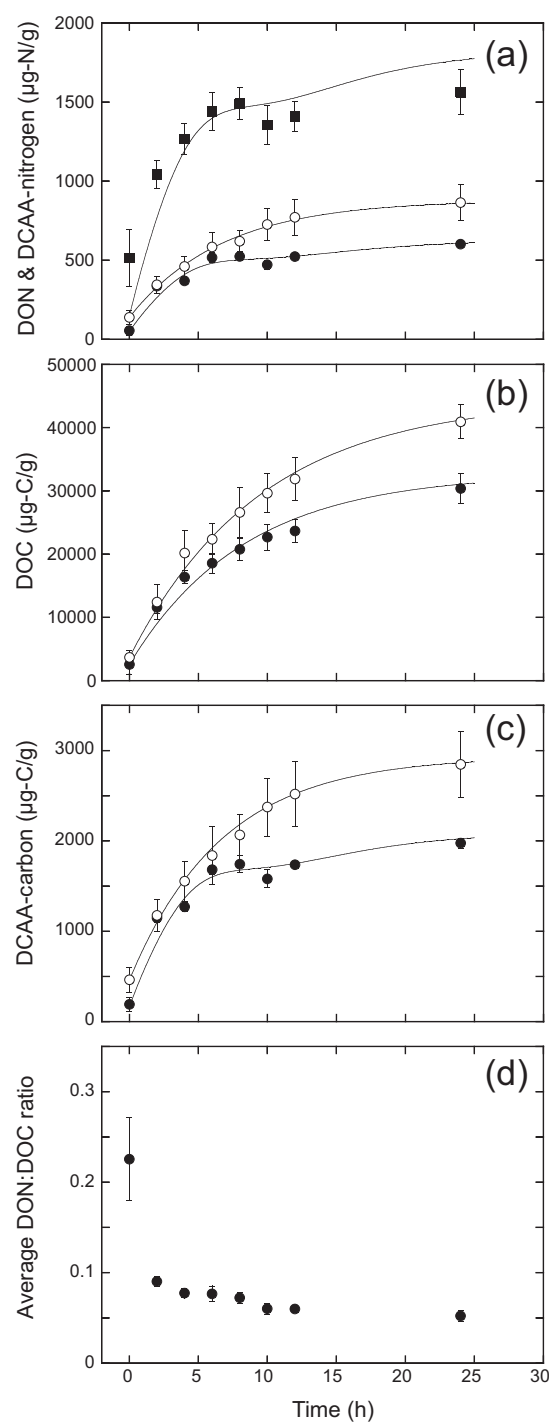 (a)
DON & DCAA-nitrogen (µg-N/g)
2000
1500
1000
500
0
(b)
DOC (µg-C/g)
50000
40000
30000
20000
10000
0
(c)
DCAA-carbon (µg-C/g)
3000
2000
1000
0
(d)
Average DON:DOC ratio
0.3
0.2
0.1
0
0 5 10 15 20 25 30
Time (h)